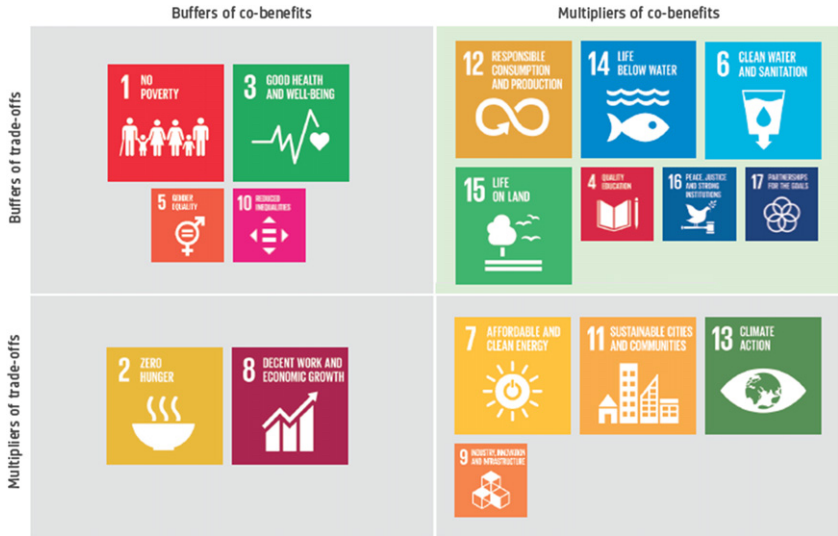 Buffers of co-benefits
Multipliers of co-benefits
Buffers of trade-offs
1 NO
POVERTY
3 GOOD HEALTH
AND WELL-BEING
5 GENDER
EQUALITY
10 REDUCED
INEQUALITIES
12 RESPONSIBLE
CONSUMPTION
AND PRODUCTION
14 LIFE
BELOW WATER
6 CLEAN WATER
AND SANITATION
15 LIFE
ON LAND
4 QUALITY
EDUCATION
16 PEACE, JUSTICE
AND STRONG
INSTITUTIONS
17 PARTNERSHIPS
FOR THE GOALS
Multipliers of trade-offs
2 ZERO
HUNGER
8 DECENT WORK AND
ECONOMIC GROWTH
7 AFFORDABLE AND
CLEAN ENERGY
11 SUSTAINABLE CITIES
AND COMMUNITIES
13 CLIMATE
ACTION
9 INDUSTRY, INNOVATION
AND INFRASTRUCTURE